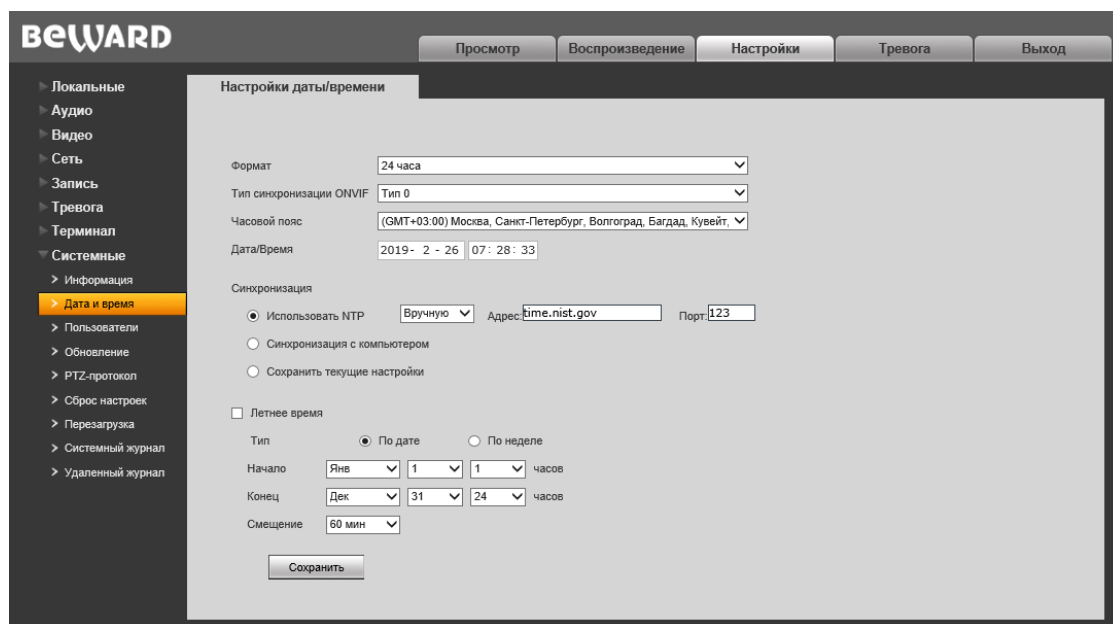 BEWARD
Просмотр Воспроизведение Настройки Тревога Выход
Локальные
Аудио
Видео
Сеть
Запись
Тревога
Терминал
Системные
Информация
Дата и время
Пользователи
Обновление
PTZ-протокол
Сброс настроек
Перезагрузка
Системный журнал
Удаленный журнал
Настройки даты/времени
Формат 24 часа
Тип синхронизации ONVIF Тип 0
Часовой пояс (GMT+03:00) Москва, Санкт-Петербург, Волгоград, Багдад, Кувейт,
Дата/Время 2019- 2 - 26 07: 28: 33
Синхронизация
Использовать NTP Вручную Адрес: time.nist.gov Порт: 123
Синхронизация с компьютером
Сохранить текущие настройки
Летнее время
Тип По дате По неделе
Начало Янв 1 1 часов
Конец Дек 31 24 часов
Смещение 60 мин
Сохранить